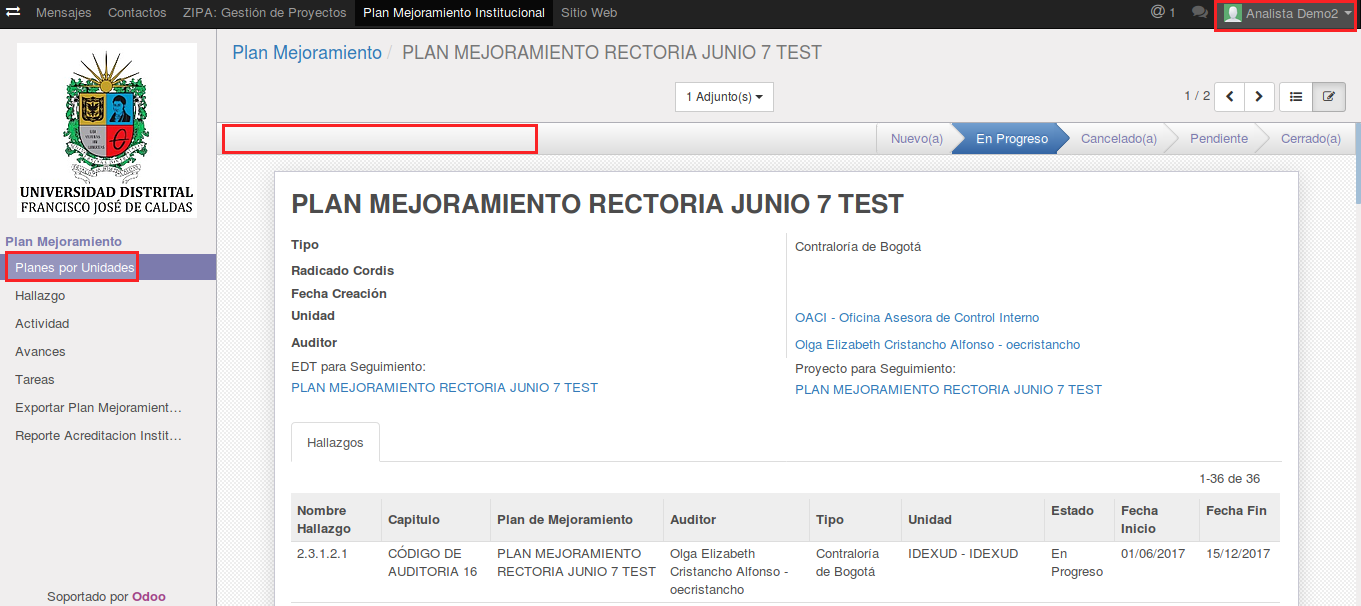 Mensajes Contactos ZIPA: Gestión de Proyectos Plan Mejoramiento Institucional Sitio Web @ 1 Analista Demo2
Plan Mejoramiento / PLAN MEJORAMIENTO RECTORIA JUNIO 7 TEST
1 Adjunto(s)
1 / 2
Nuevo(a) En Progreso Cancelado(a) Pendiente Cerrado(a)
UNIVERSIDAD DISTRITAL
FRANCISCO JOSÉ DE CALDAS
Plan Mejoramiento
Planes por Unidades
Hallazgo
Actividad
Avances
Tareas
Exportar Plan Mejoramient...
Reporte Acreditacion Instit...
Soportado por Odoo
PLAN MEJORAMIENTO RECTORIA JUNIO 7 TEST
Tipo Contraloría de Bogotá
Radicado Cordis
Fecha Creación
Unidad OACI - Oficina Asesora de Control Interno
Auditor Olga Elizabeth Cristancho Alfonso - oecristancho
EDT para Seguimiento: Proyecto para Seguimiento:
PLAN MEJORAMIENTO RECTORIA JUNIO 7 TEST PLAN MEJORAMIENTO RECTORIA JUNIO 7 TEST
Hallazgos
1-36 de 36
Nombre Hallazgo Capitulo Plan de Mejoramiento Auditor Tipo Unidad Estado Fecha Inicio Fecha Fin
2.3.1.2.1 CÓDIGO DE PLAN MEJORAMIENTO Olga Elizabeth Contraloría IDEXUD - IDEXUD En 01/06/2017 15/12/2017
AUDITORIA 16 RECTORIA JUNIO 7 TEST Cristancho Alfonso - de Bogotá Progreso
oecristancho